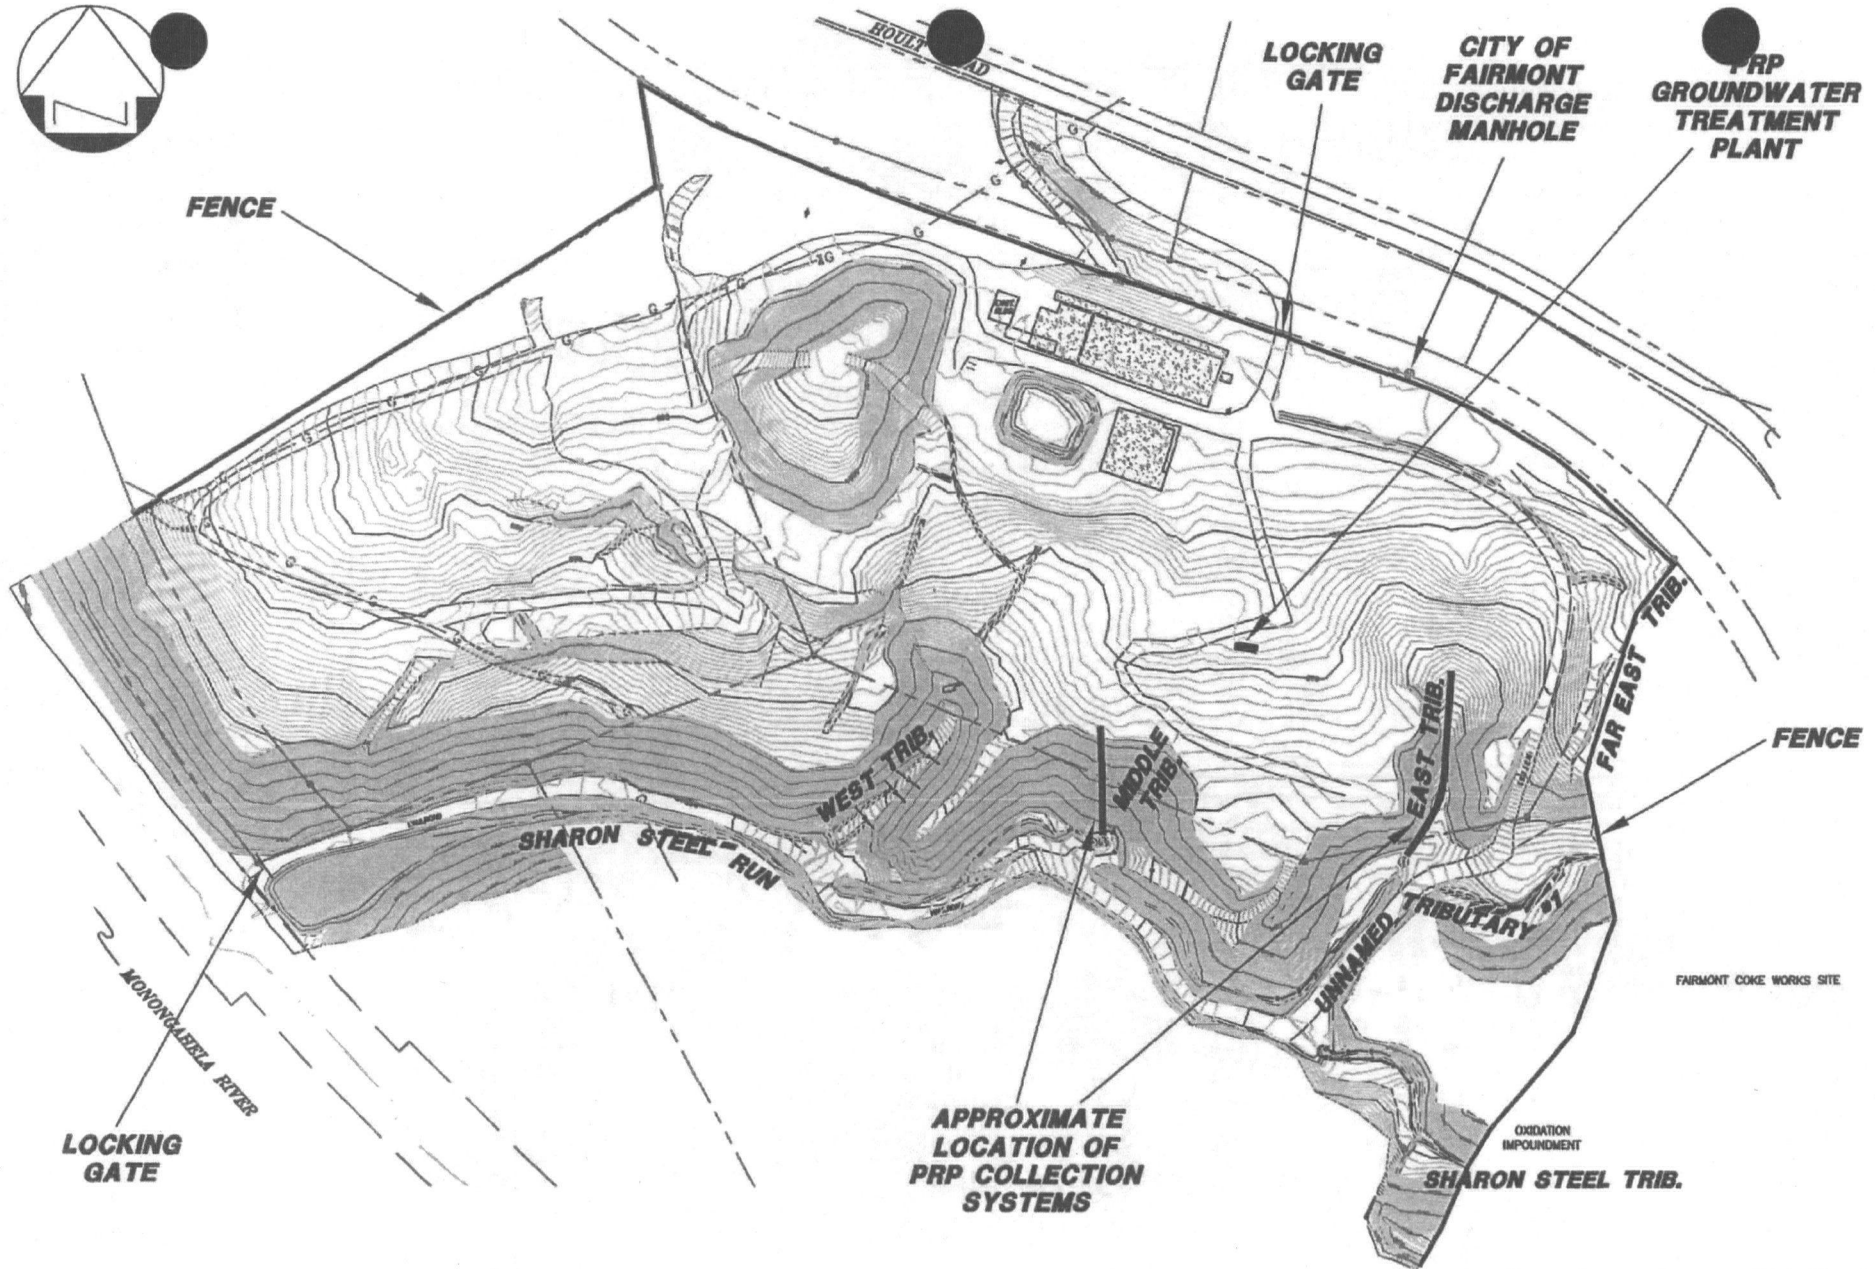 HOULT
LOCKING
GATE
CITY OF
FAIRMONT
DISCHARGE
MANHOLE
PRP
GROUNDWATER
TREATMENT
PLANT
FENCE
WEST TRIB.
MIDDLE
TRIB.
EAST TRIB.
FAR EAST TRIB.
FENCE
SHARON STEEL RUN
UNNAMED TRIBUTARY #1
FAIRMONT COKE WORKS SITE
MONONGAHELA RIVER
LOCKING
GATE
APPROXIMATE
LOCATION OF
PRP COLLECTION
SYSTEMS
OXIDATION
IMPOUNDMENT
SHARON STEEL TRIB.